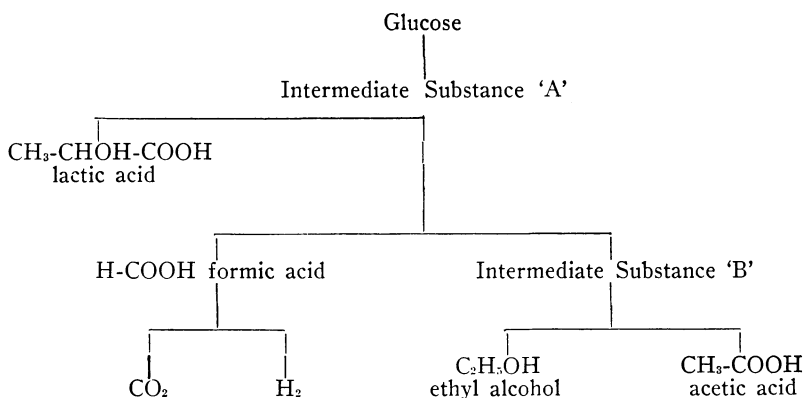 Glucose
Intermediate Substance ‘A’
CH₃-CHOH-COOH
lactic acid
H-COOH formic acid
Intermediate Substance ‘B’
CO₂
H₂
C₂H₅OH
ethyl alcohol
CH₃-COOH
acetic acid